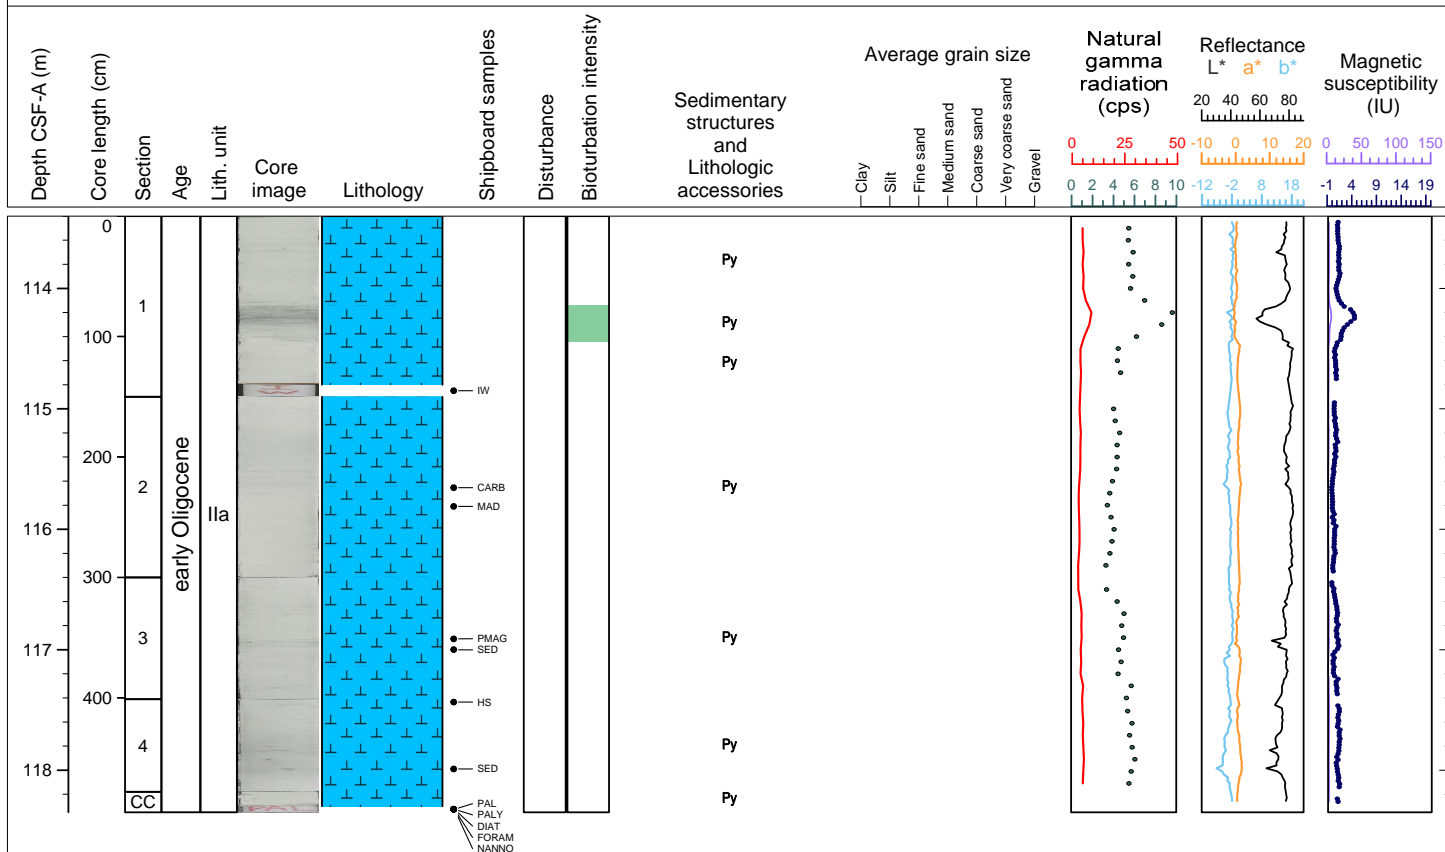 Depth CSF-A (m)
Core length (cm)
Section
Age
Lith. unit
Core
image
Lithology
Shipboard samples
Disturbance
Bioturbation intensity
Sedimentary
structures
and
Lithologic
accessories
Average grain size
Clay
Silt
Fine sand
Medium sand
Coarse sand
Very coarse sand
Gravel
Natural
gamma
radiation
(cps)
0 25 50
0 2 4 6 8 10
Reflectance
L* a* b*
20 40 60 80
-10 0 10 20
-12 -2 8 18
Magnetic
susceptibility
(IU)
0 50 100 150
-1 4 9 14 19
114
115
116
117
118
0
100
200
300
400
1
2
3
4
CC
early Oligocene
IIa
IW
CARB
MAD
PMAG
SED
HS
SED
PAL
PALY
DIAT
FORAM
NANNO
Py
Py
Py
Py
Py
Py
Py
IW
PAL